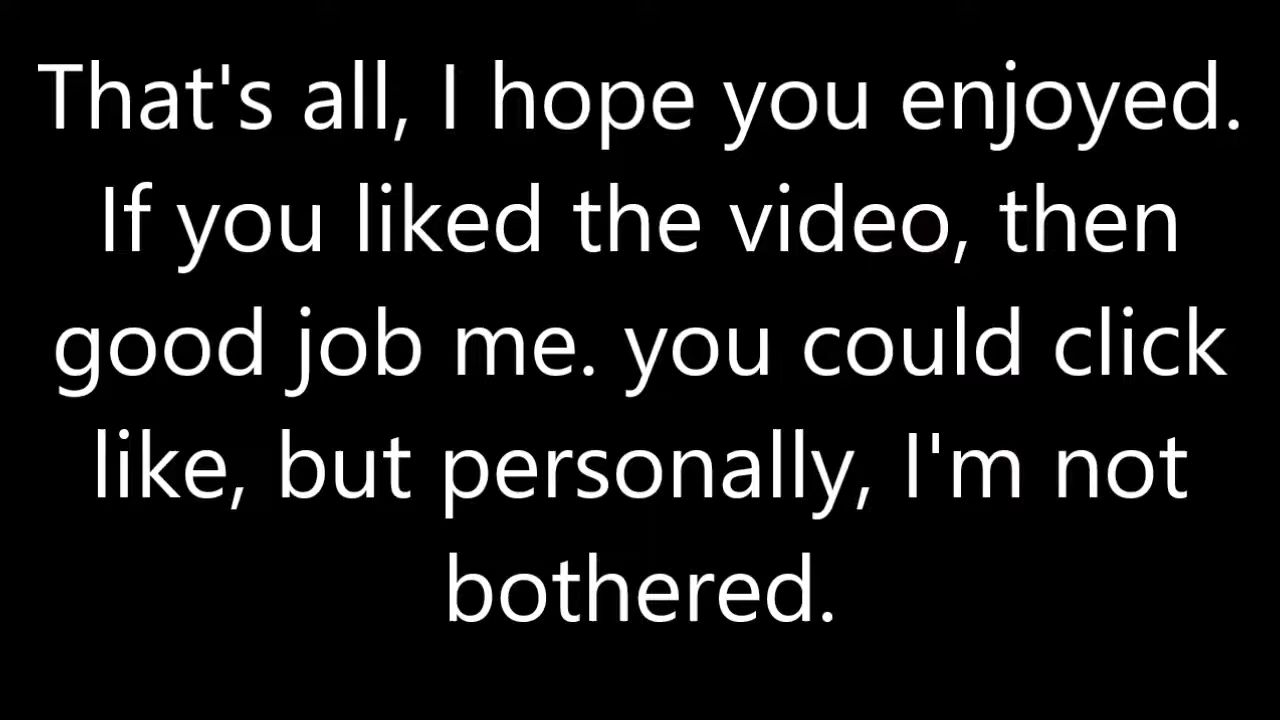 That's all, I hope you enjoyed.
If you liked the video, then
good job me. you could click
like, but personally, I'm not
bothered.